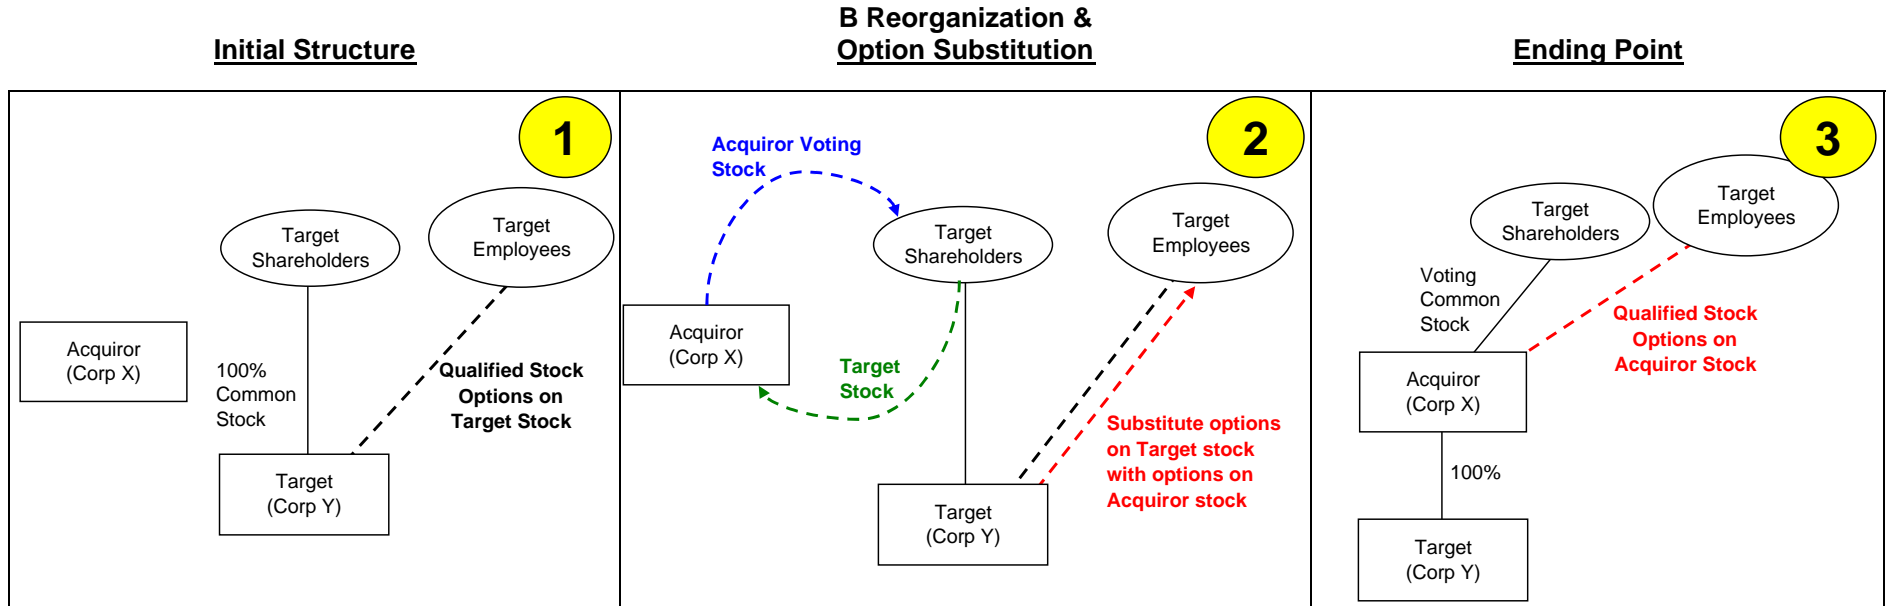 Initial Structure
B Reorganization &
Option Substitution
Ending Point
1
Target
Shareholders
Target
Employees
Acquiror
(Corp X)
100%
Common
Stock
Qualified Stock
Options on
Target Stock
Target
(Corp Y)
2
Acquiror Voting
Stock
Target
Shareholders
Target
Employees
Acquiror
(Corp X)
Target
Stock
Substitute options
on Target stock
with options on
Acquiror stock
Target
(Corp Y)
3
Target
Shareholders
Target
Employees
Voting
Common
Stock
Qualified Stock
Options on
Acquiror Stock
Acquiror
(Corp X)
100%
Target
(Corp Y)